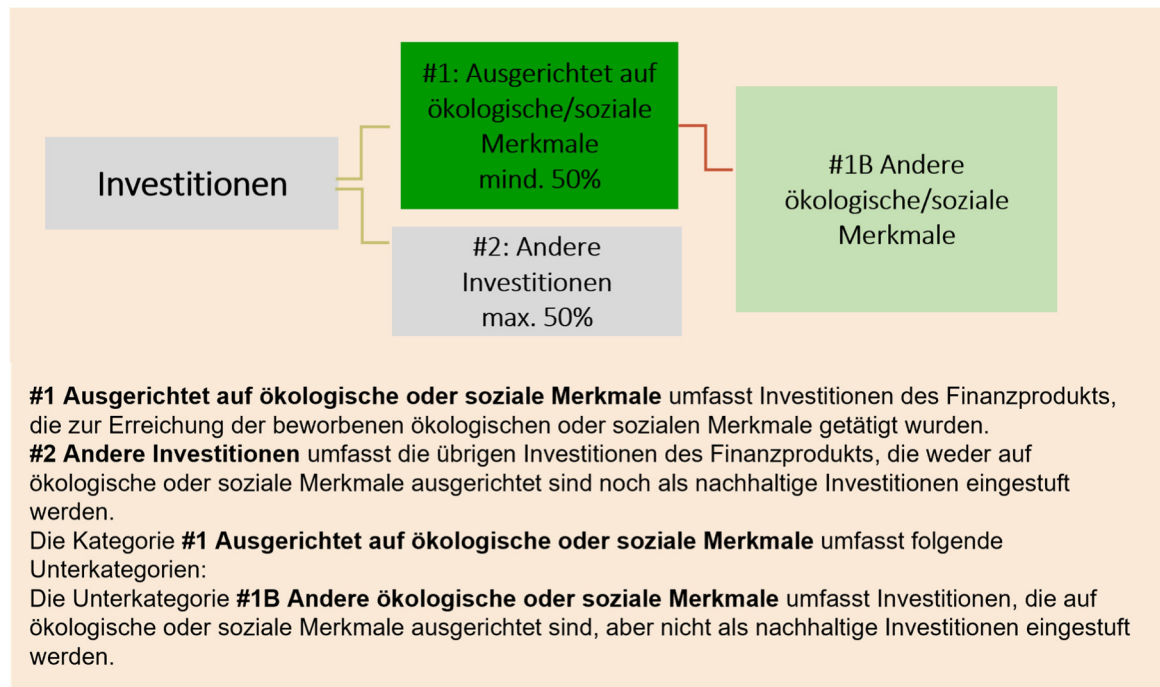 Investitionen
#1: Ausgerichtet auf
ökologische/soziale
Merkmale
mind. 50%
#2: Andere
Investitionen
max. 50%
#1B Andere
ökologische/soziale
Merkmale
#1 Ausgerichtet auf ökologische oder soziale Merkmale umfasst Investitionen des Finanzprodukts,
die zur Erreichung der beworbenen ökologischen oder sozialen Merkmale getätigt wurden.
#2 Andere Investitionen umfasst die übrigen Investitionen des Finanzprodukts, die weder auf
ökologische oder soziale Merkmale ausgerichtet sind noch als nachhaltige Investitionen eingestuft
werden.
Die Kategorie #1 Ausgerichtet auf ökologische oder soziale Merkmale umfasst folgende
Unterkategorien:
Die Unterkategorie #1B Andere ökologische oder soziale Merkmale umfasst Investitionen, die auf
ökologische oder soziale Merkmale ausgerichtet sind, aber nicht als nachhaltige Investitionen eingestuft
werden.